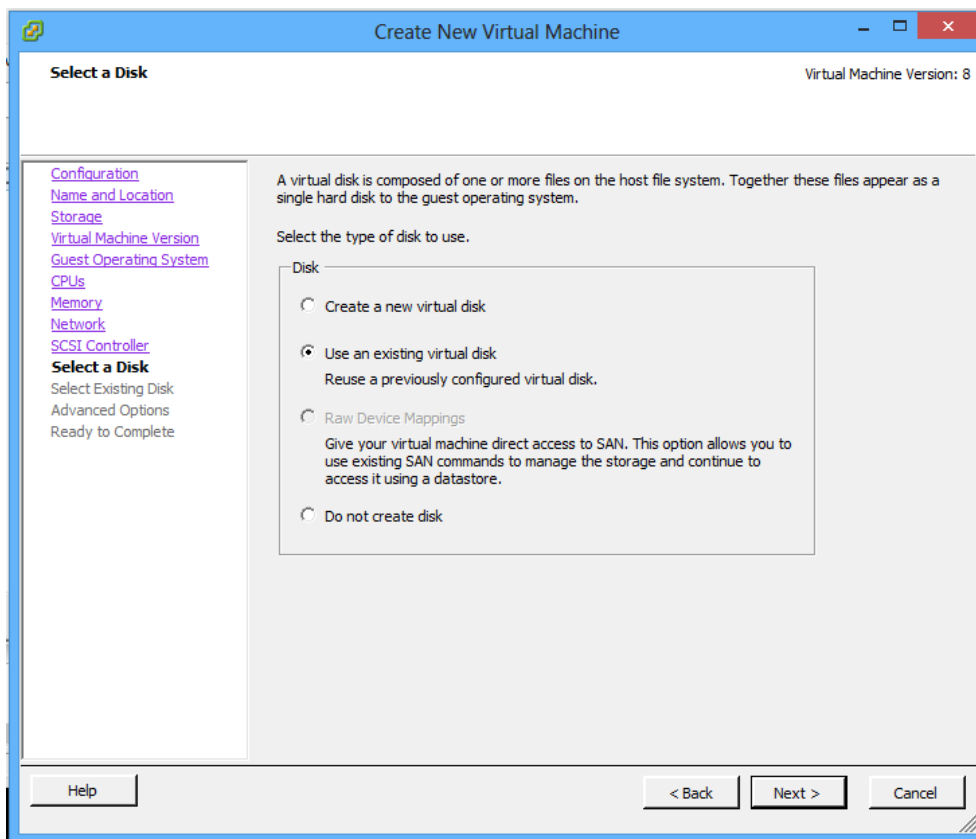 Create New Virtual Machine
Select a Disk
Virtual Machine Version: 8
Configuration
Name and Location
Storage
Virtual Machine Version
Guest Operating System
CPUs
Memory
Network
SCSI Controller
Select a Disk
Select Existing Disk
Advanced Options
Ready to Complete
A virtual disk is composed of one or more files on the host file system. Together these files appear as a
single hard disk to the guest operating system.
Select the type of disk to use.
Disk
Create a new virtual disk
Use an existing virtual disk
Reuse a previously configured virtual disk.
Raw Device Mappings
Give your virtual machine direct access to SAN. This option allows you to
use existing SAN commands to manage the storage and continue to
access it using a datastore.
Do not create disk
Help
< Back
Next >
Cancel